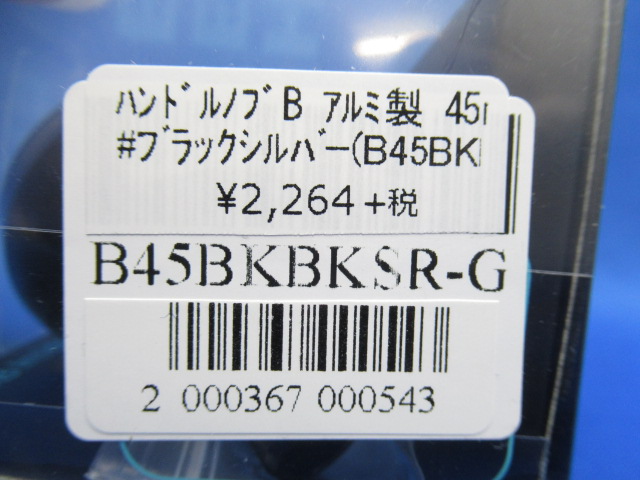 ﾊﾝﾄﾞﾙﾉﾌﾞB ｱﾙﾐ製 45
#ﾌﾞﾗｯｸｼﾙﾊﾞｰ(B45BK
¥2,264+税
B45BKBKSR-G
2 000367 000543